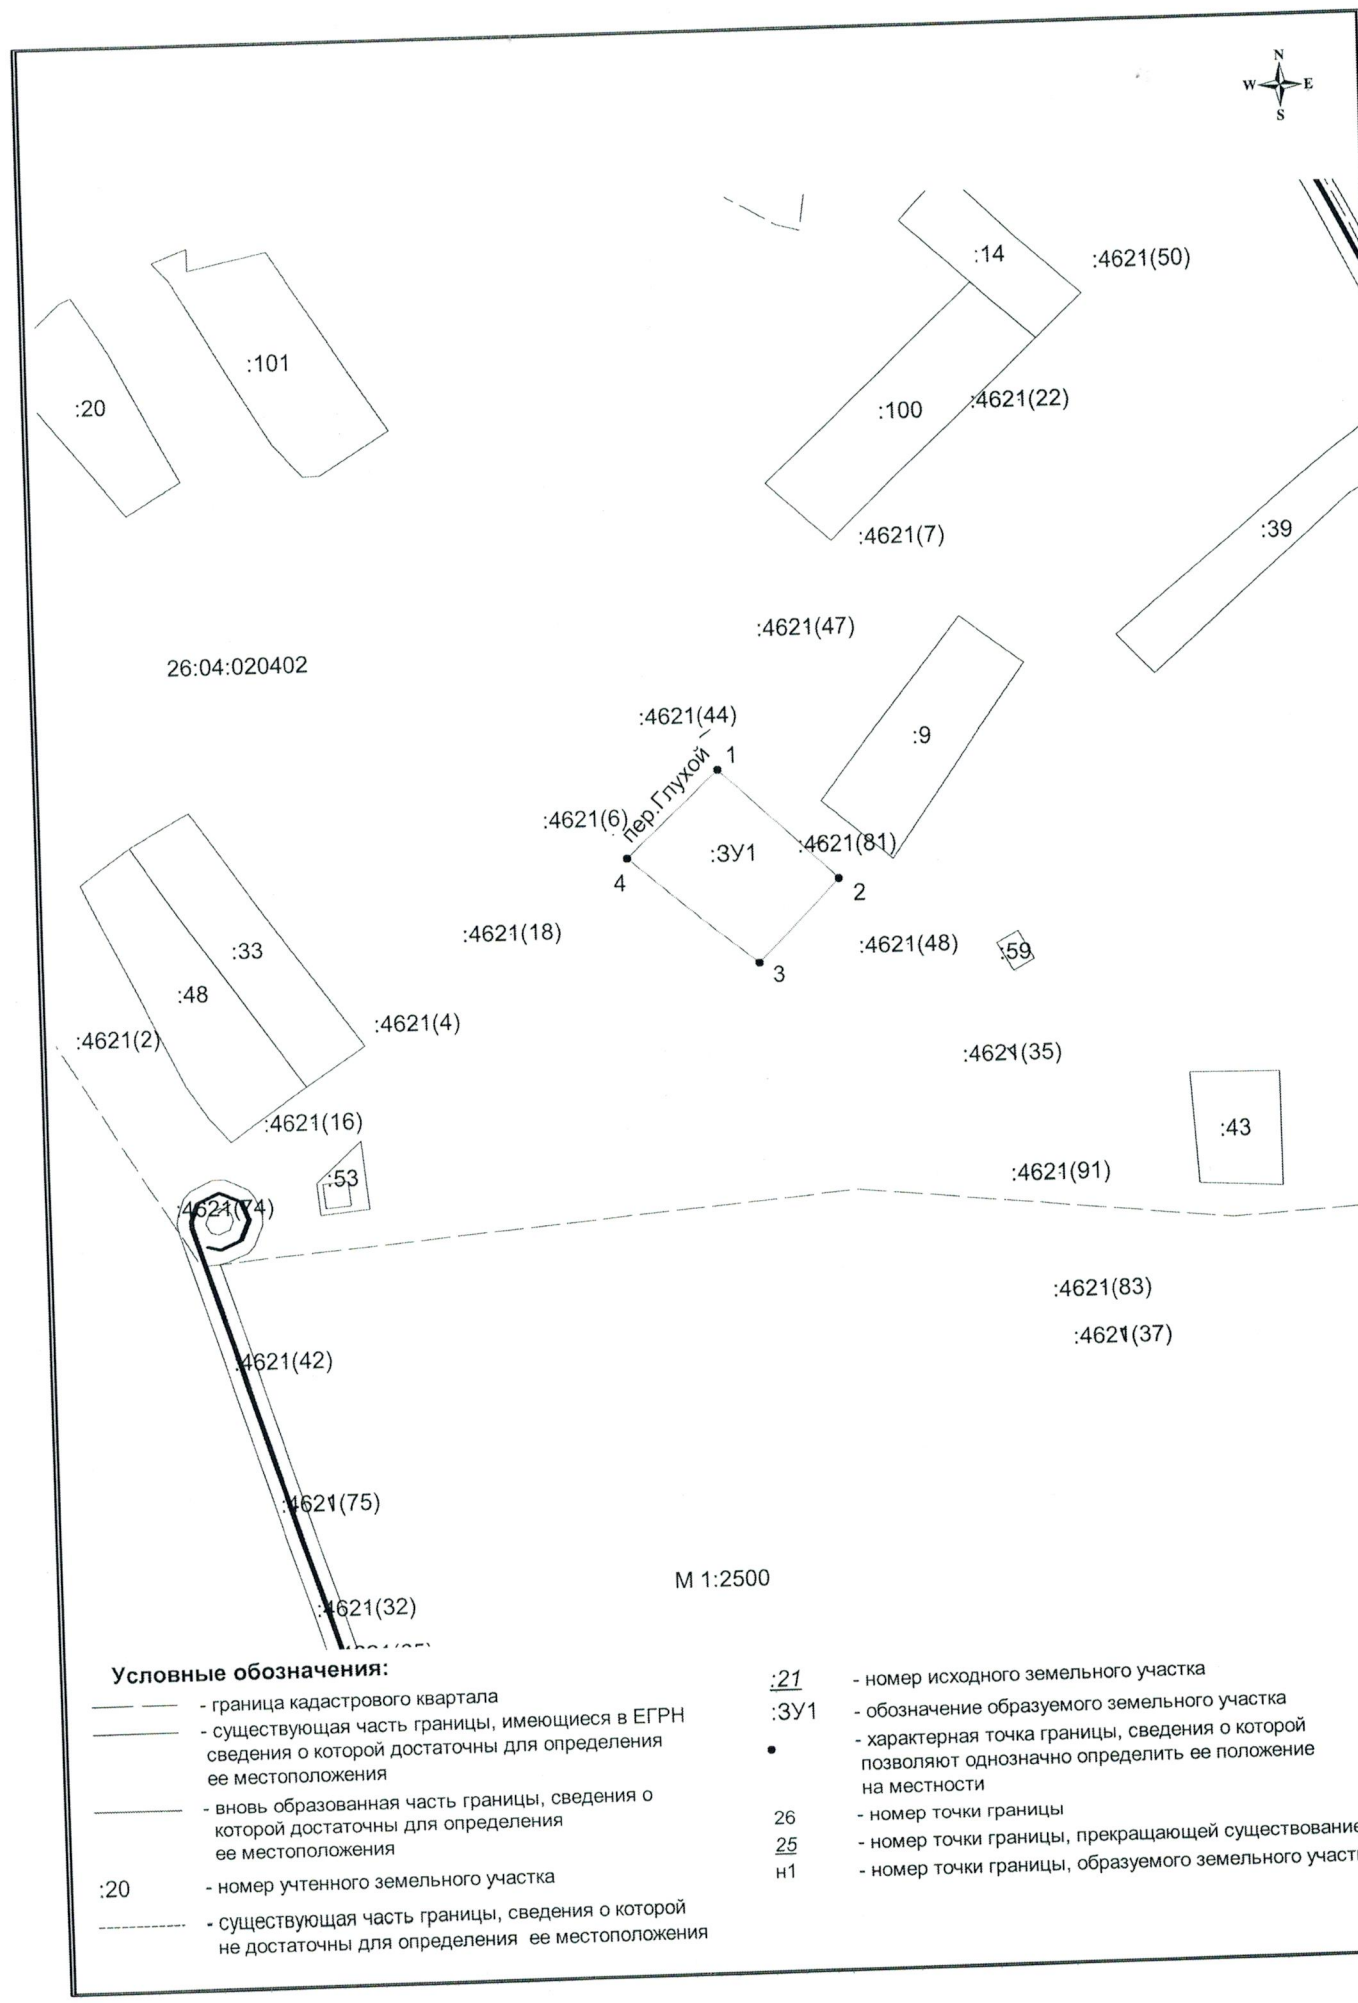 N
W E
S
:14
:4621(50)
:101
:20
:100
:4621(22)
:4621(7)
:39
:4621(47)
26:04:020402
:4621(44)
:9
1
пер.Глухой
:4621(6)
:4621(81)
:ЗУ1
4
2
:33
:4621(18)
:4621(48)
:59
3
:48
:4621(4)
:4621(2)
:4621(35)
:4621(16)
:43
:53
:4621(91)
:4621(74)
:4621(83)
:4621(37)
:4621(42)
:4621(75)
М 1:2500
:4621(32)
Условные обозначения:
- граница кадастрового квартала
- существующая часть границы, имеющиеся в ЕГРН
сведения о которой достаточны для определения
ее местоположения
- вновь образованная часть границы, сведения о
которой достаточны для определения
ее местоположения
:20 - номер учтенного земельного участка
- существующая часть границы, сведения о которой
не достаточны для определения ее местоположения
:21 - номер исходного земельного участка
:ЗУ1 - обозначение образуемого земельного участка
- характерная точка границы, сведения о которой
позволяют однозначно определить ее положение
на местности
26 - номер точки границы
25 - номер точки границы, прекращающей существование
н1 - номер точки границы, образуемого земельного участ